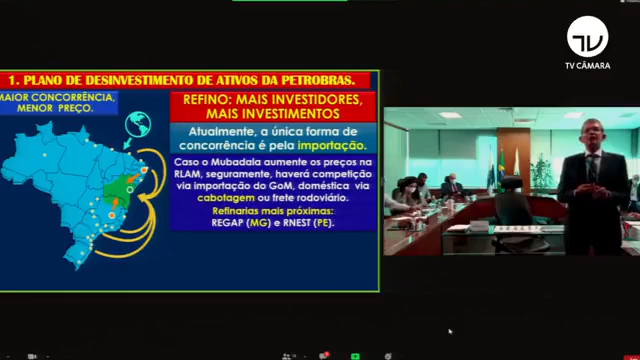 TV CÂMARA
1. PLANO DE DESINVESTIMENTO DE ATIVOS DA PETROBRAS.
MAIOR CONCORRÊNCIA,
MENOR PREÇO.
REFINO: MAIS INVESTIDORES,
MAIS INVESTIMENTOS
Atualmente, a única forma de
concorrência é pela importação.
Caso o Mubadala aumente os preços na
RLAM, seguramente, haverá competição
via importação do GoM, doméstica via
cabotagem ou frete rodoviário.
Refinarias mais próximas:
REGAP (MG) e RNEST (PE).